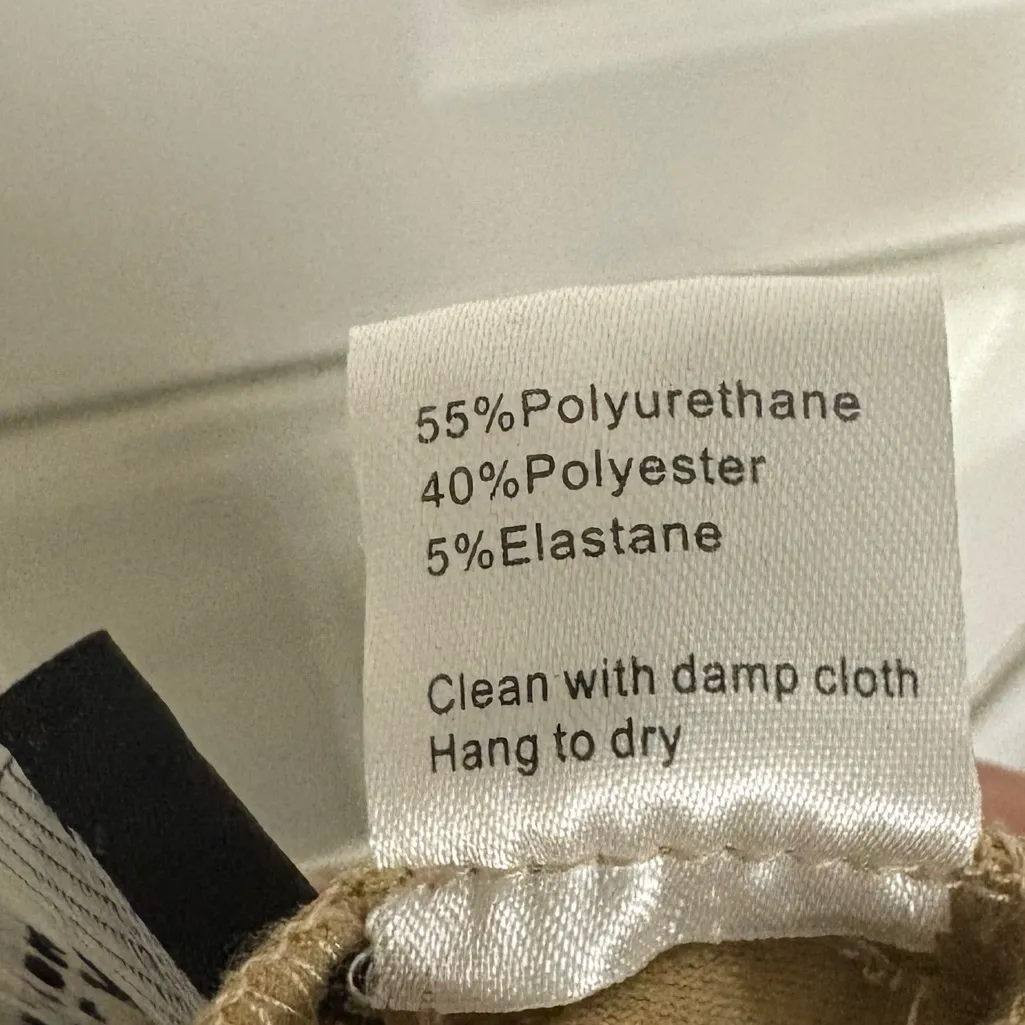 55%Polyurethane
40%Polyester
5%Elastane
Clean with damp cloth
Hang to dry